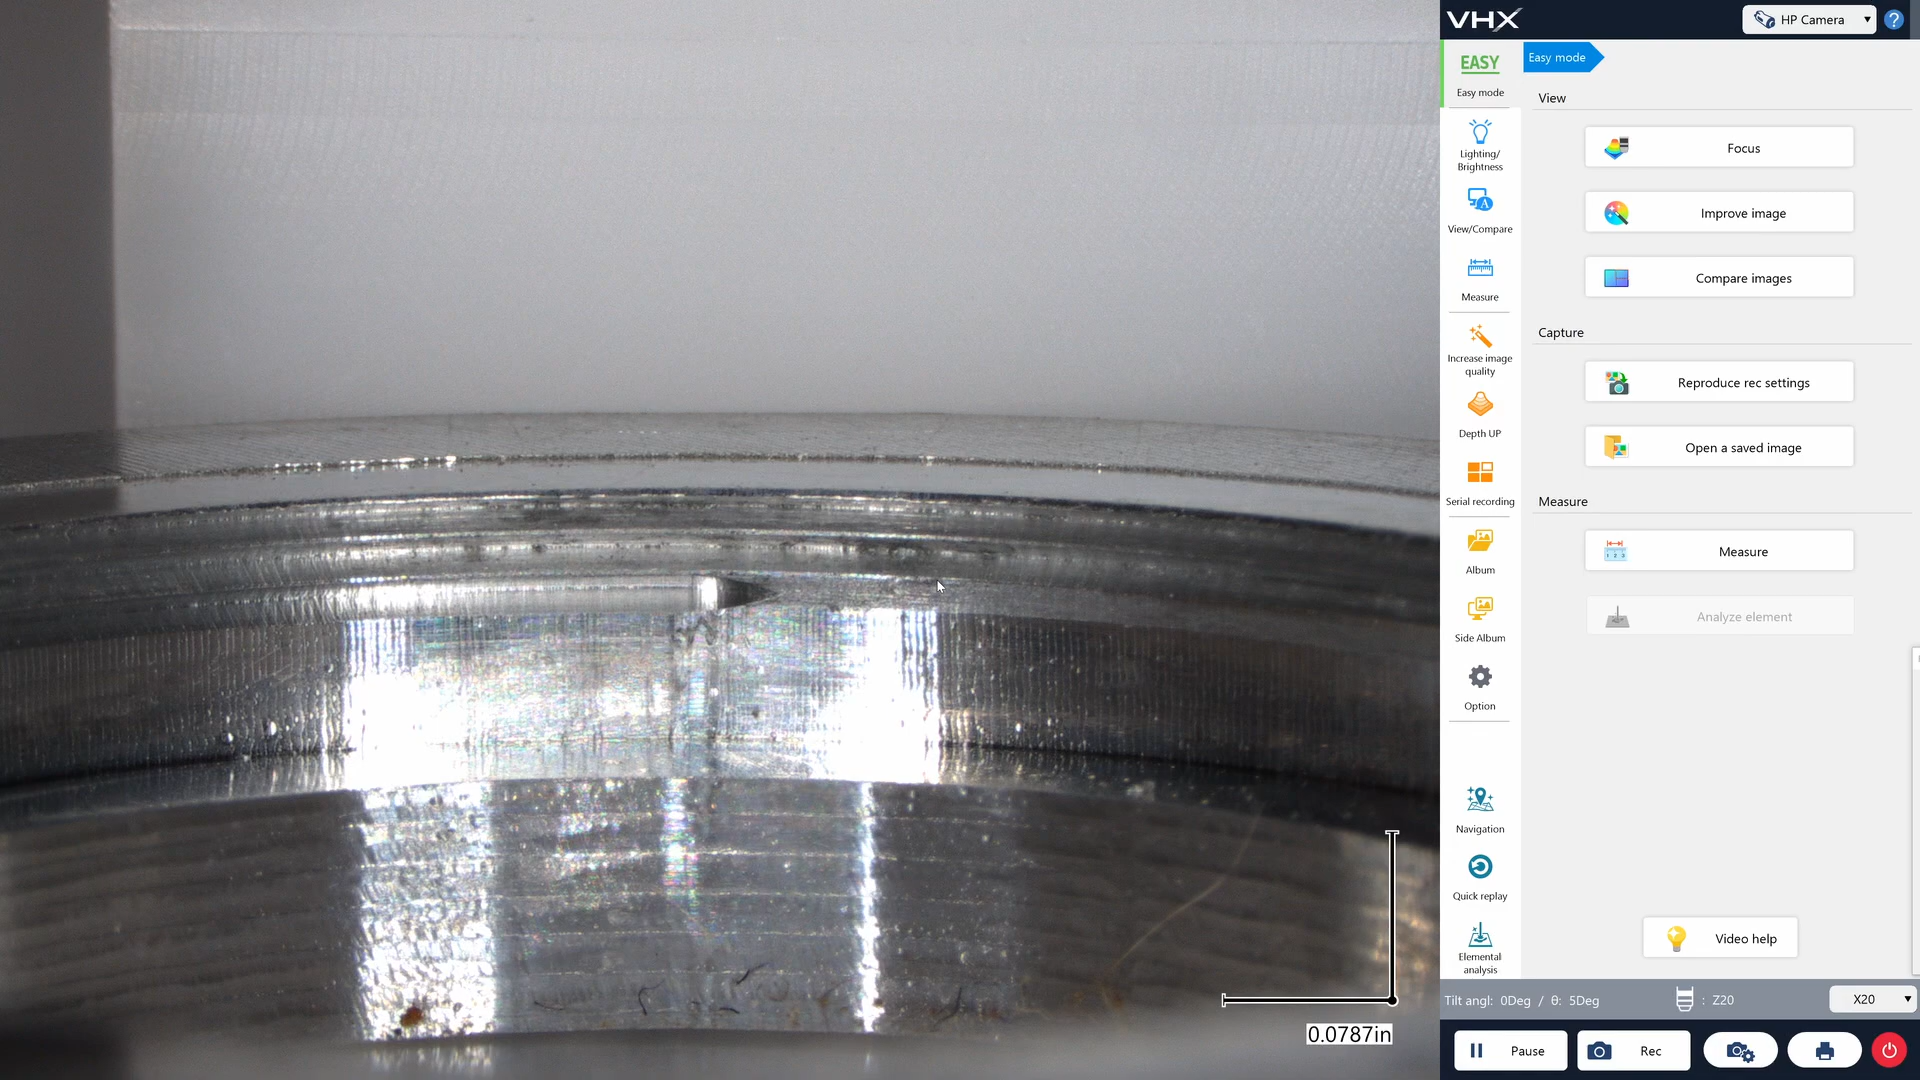 VHX
HP Camera
?
EASY
Easy mode
Easy mode
View
Focus
Lighting/
Brightness
Improve image
View/Compare
Compare images
Measure
Capture
Increase image
quality
Reproduce rec settings
Depth UP
Open a saved image
Serial recording
Measure
Album
Measure
Side Album
Analyze element
Option
Navigation
Quick replay
Elemental
analysis
Video help
0.0787in
Tilt angl: 0Deg / θ: 5Deg
: Z20
X20
Pause
Rec